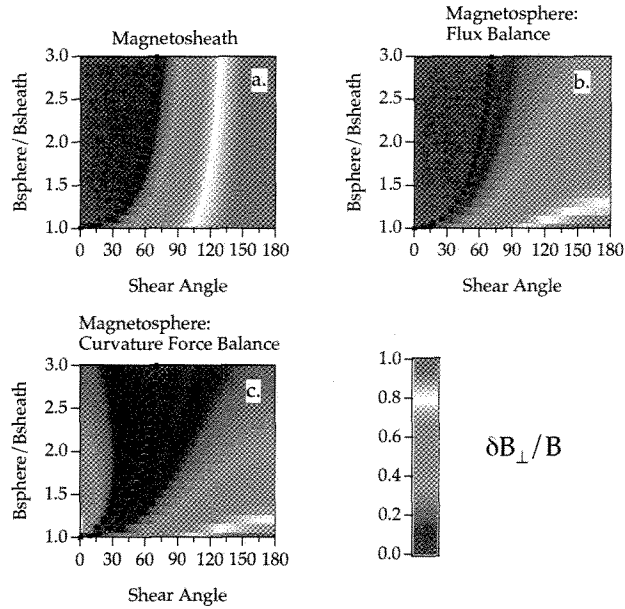 Magnetosheath
a.
3.0
2.5
2.0
1.5
1.0
Bsphere/Bsheath
0 30 60 90 120 150 180
Shear Angle
Magnetosphere:
Flux Balance
b.
3.0
2.5
2.0
1.5
1.0
Bsphere/Bsheath
0 30 60 90 120 150 180
Shear Angle
Magnetosphere:
Curvature Force Balance
c.
3.0
2.5
2.0
1.5
1.0
Bsphere/Bsheath
0 30 60 90 120 150 180
Shear Angle
1.0
0.8
0.6
0.4
0.2
0.0
δB⊥/B